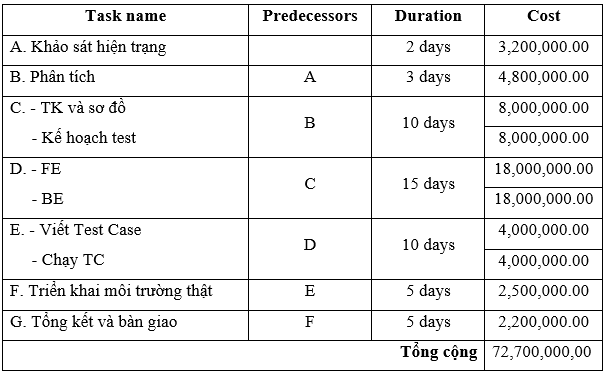 Task name Predecessors Duration Cost
A. Khảo sát hiện trạng 2 days 3,200,000.00
B. Phân tích A 3 days 4,800,000.00
C. - TK và sơ đồ 8,000,000.00
B 10 days
- Kế hoạch test 8,000,000.00
D. - FE 18,000,000.00
C 15 days
- BE 18,000,000.00
E. - Viết Test Case 4,000,000.00
D 10 days
- Chạy TC 4,000,000.00
F. Triển khai môi trường thật E 5 days 2,500,000.00
G. Tổng kết và bàn giao F 5 days 2,200,000.00
Tổng cộng 72,700,000,00